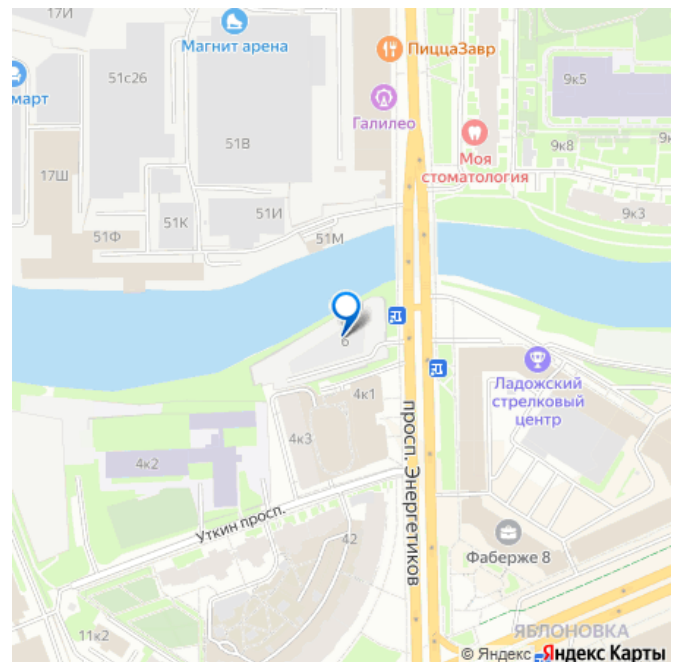 17И
Магнит арена
ПиццаЗавр
51с26
9к5
март
Галилео
51В
9к8
Моя
стоматология
17Ш
51К
51И
9к3
51Ф
51М
6
Ладожский
стрелковый
центр
4к1
просп. Энергетиков
4к3
4к2
Уткин просп.
42
Фаберже 8
11к2
ЯБЛОНОВКА
© Яндекс Яндекс Карты